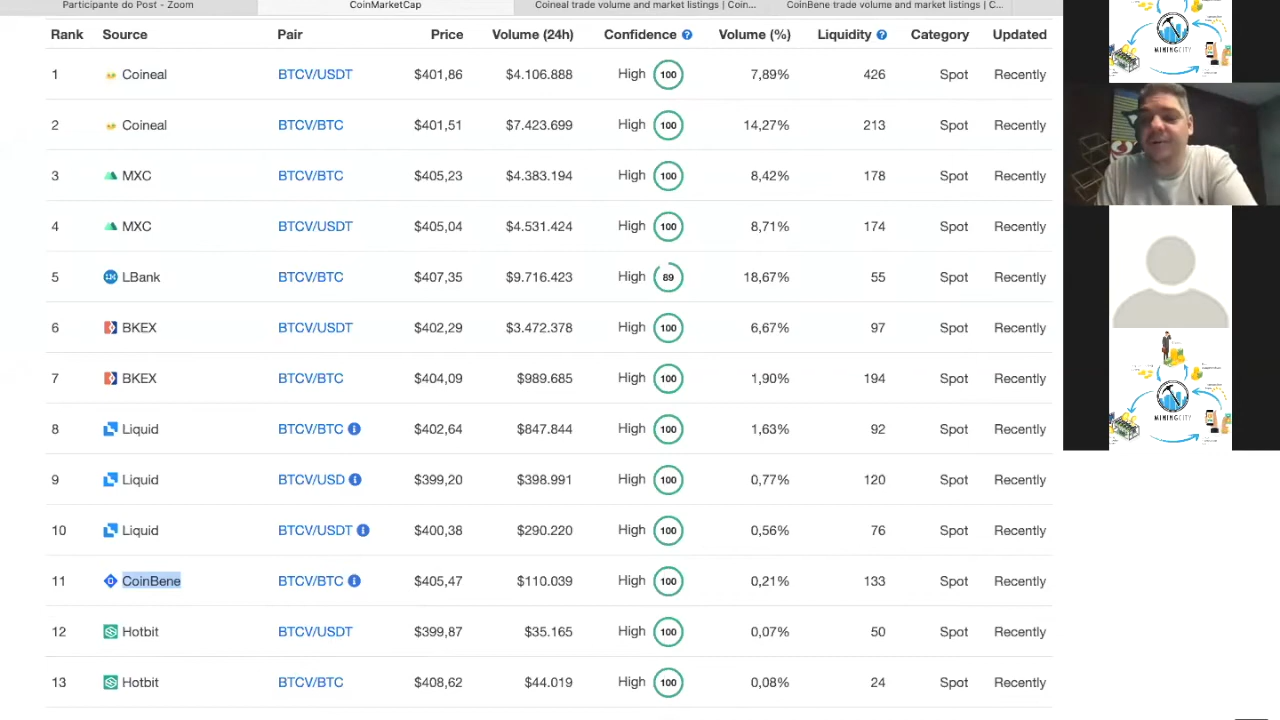 Participante do Post - Zoom CoinMarketCap Coineal trade volume and market listings | Coin... CoinBene trade volume and market listings | C...
Rank Source Pair Price Volume (24h) Confidence ? Volume (%) Liquidity ? Category Updated
1 Coineal BTCV/USDT $401,86 $4.106.888 High 100 7,89% 426 Spot Recently
2 Coineal BTCV/BTC $401,51 $7.423.699 High 100 14,27% 213 Spot Recently
3 MXC BTCV/BTC $405,23 $4.383.194 High 100 8,42% 178 Spot Recently
4 MXC BTCV/USDT $405,04 $4.531.424 High 100 8,71% 174 Spot Recently
5 LBank BTCV/BTC $407,35 $9.716.423 High 89 18,67% 55 Spot Recently
6 BKEX BTCV/USDT $402,29 $3.472.378 High 100 6,67% 97 Spot Recently
7 BKEX BTCV/BTC $404,09 $989.685 High 100 1,90% 194 Spot Recently
8 Liquid BTCV/BTC $402,64 $847.844 High 100 1,63% 92 Spot Recently
9 Liquid BTCV/USD $399,20 $398.991 High 100 0,77% 120 Spot Recently
10 Liquid BTCV/USDT $400,38 $290.220 High 100 0,56% 76 Spot Recently
11 CoinBene BTCV/BTC $405,47 $110.039 High 100 0,21% 133 Spot Recently
12 Hotbit BTCV/USDT $399,87 $35.165 High 100 0,07% 50 Spot Recently
13 Hotbit BTCV/BTC $408,62 $44.019 High 100 0,08% 24 Spot Recently
MININGCITY
MININGCITY